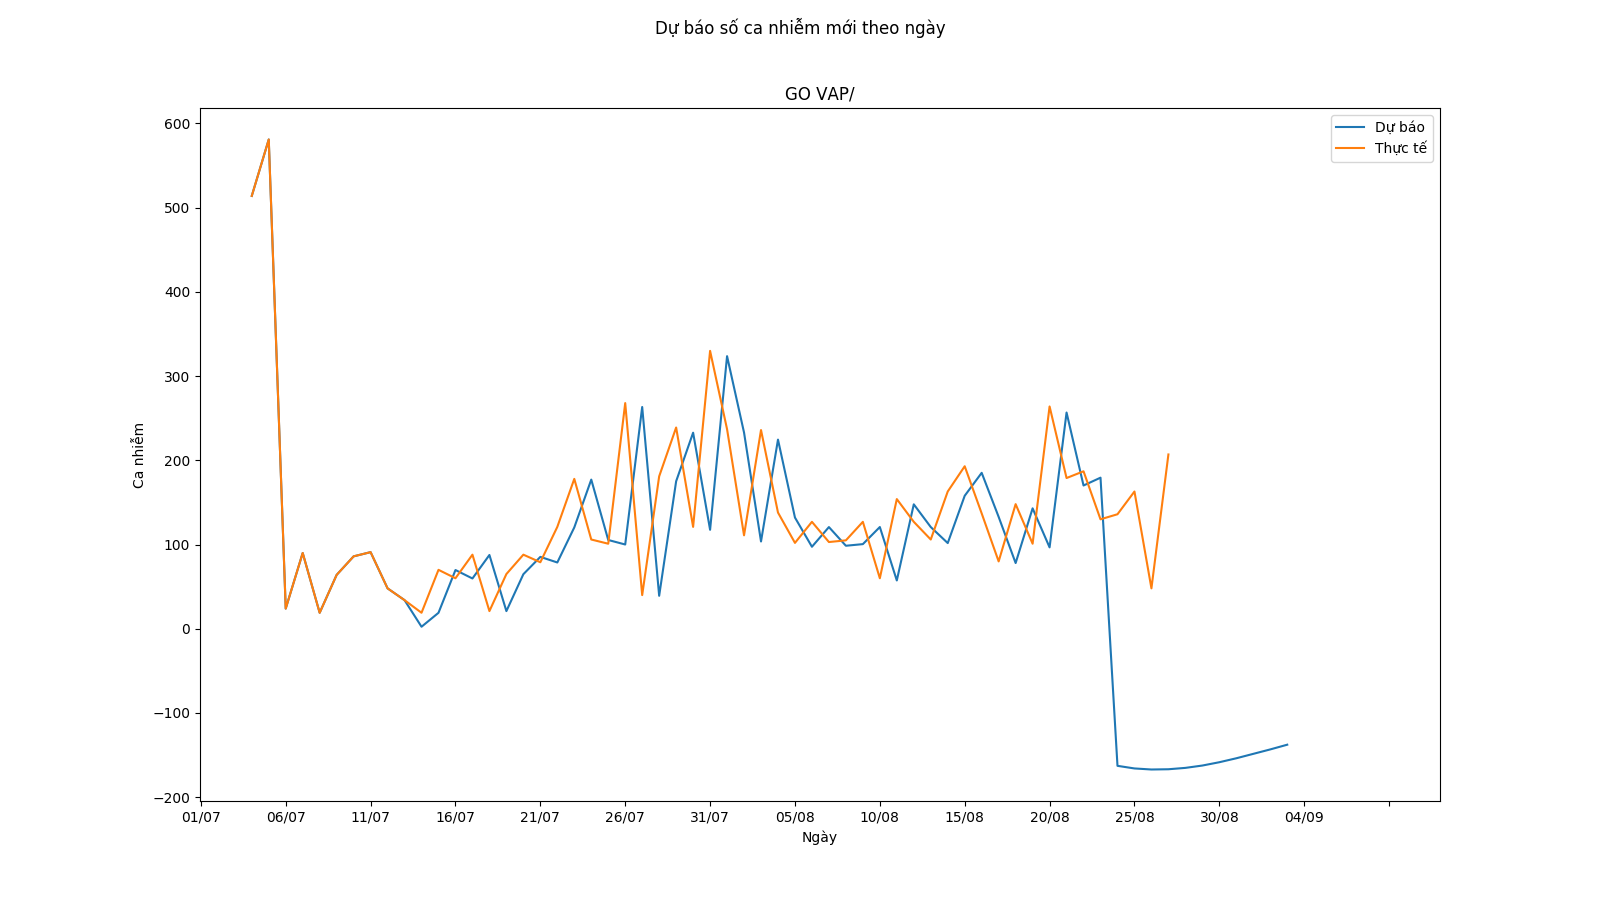 Dự báo số ca nhiễm mới theo ngày
GO VAP/
Dự báo
Thực tế
600
500
400
300
200
100
0
−100
−200
Ca nhiễm
01/07 06/07 11/07 16/07 21/07 26/07 31/07 05/08 10/08 15/08 20/08 25/08 30/08 04/09
Ngày